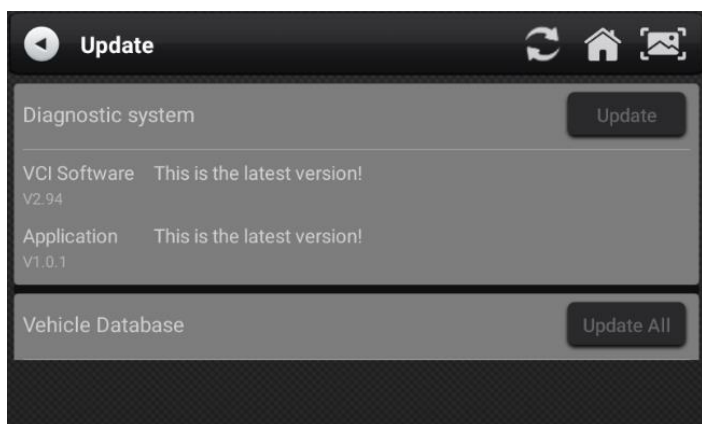 Update
Diagnostic system
Update
VCI Software This is the latest version!
V2.94
Application This is the latest version!
V1.0.1
Vehicle Database
Update All